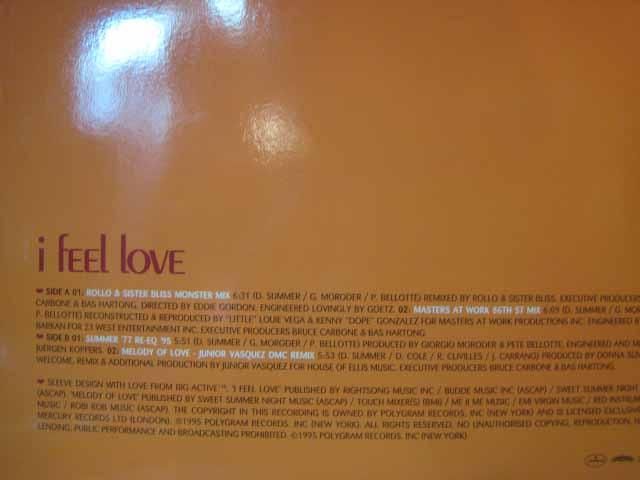 i feel love
SIDE A 01: ROLLO & SISTER BLISS MONSTER MIX 6:31 (D. SUMMER / G. MORODER / P. BELLOTTE) REMIXED BY ROLLO & SISTER BLISS. EXECUTIVE PRODUCERS
CARBONE & BAS HARTONG. DIRECTED BY EDDIE GORDON. ENGINEERED LOVINGLY BY GOETZ. 02: MASTERS AT WORK 86TH ST MIX 6:09 (D. SUMMER / G. MO
P. BELLOTTE) RECONSTRUCTED & REPRODUCED BY "LITTLE" LOUIE VEGA & KENNY "DOPE" GONZALEZ FOR MASTERS AT WORK PRODUCTIONS INC. ENGINEERED B
BARKAN FOR 23 WEST ENTERTAINMENT INC. EXECUTIVE PRODUCERS BRUCE CARBONE & BAS HARTONG.
SIDE B 01: SUMMER '77 RE-EQ '95 5:51 (D. SUMMER / G. MORODER / P. BELLOTTE) PRODUCED BY GIORGIO MORODER & PETE BELLOTTE. ENGINEERED AND MI
JUERGEN KOPPERS. 02: MELODY OF LOVE - JUNIOR VASQUEZ DMC REMIX 5:53 (D. SUMMER / D. COLE / R. CLIVILLES / J. CARRANO) PRODUCED BY DONNA SUM
WELCOME. REMIX & ADDITIONAL PRODUCTION BY JUNIOR VASQUEZ FOR HOUSE OF ELLIS MUSIC. EXECUTIVE PRODUCERS BRUCE CARBONE & BAS HARTONG.
SLEEVE DESIGN WITH LOVE FROM BIG-ACTIVE™. 'I FEEL LOVE' PUBLISHED BY RIGHTSONG MUSIC INC / BUDDE MUSIC INC (ASCAP) / SWEET SUMMER NIGHT
(ASCAP). 'MELODY OF LOVE' PUBLISHED BY SWEET SUMMER NIGHT MUSIC (ASCAP) / TOUCH MIXER(S) (BMI) / ME II ME MUSIC / EMI VIRGIN MUSIC / RED INSTRUM
MUSIC / ROBI ROB MUSIC (ASCAP). THE COPYRIGHT IN THIS RECORDING IS OWNED BY POLYGRAM RECORDS. INC (NEW YORK) AND IS LICENSED EXCLUSIV
MERCURY RECORDS LTD (LONDON). ℗1995 POLYGRAM RECORDS. INC (NEW YORK). ALL RIGHTS RESERVED, NO UNAUTHORISED COPYING, REPRODUCTION, H
LENDING, PUBLIC PERFORMANCE AND BROADCASTING PROHIBITED. ©1995 POLYGRAM RECORDS. INC (NEW YORK)